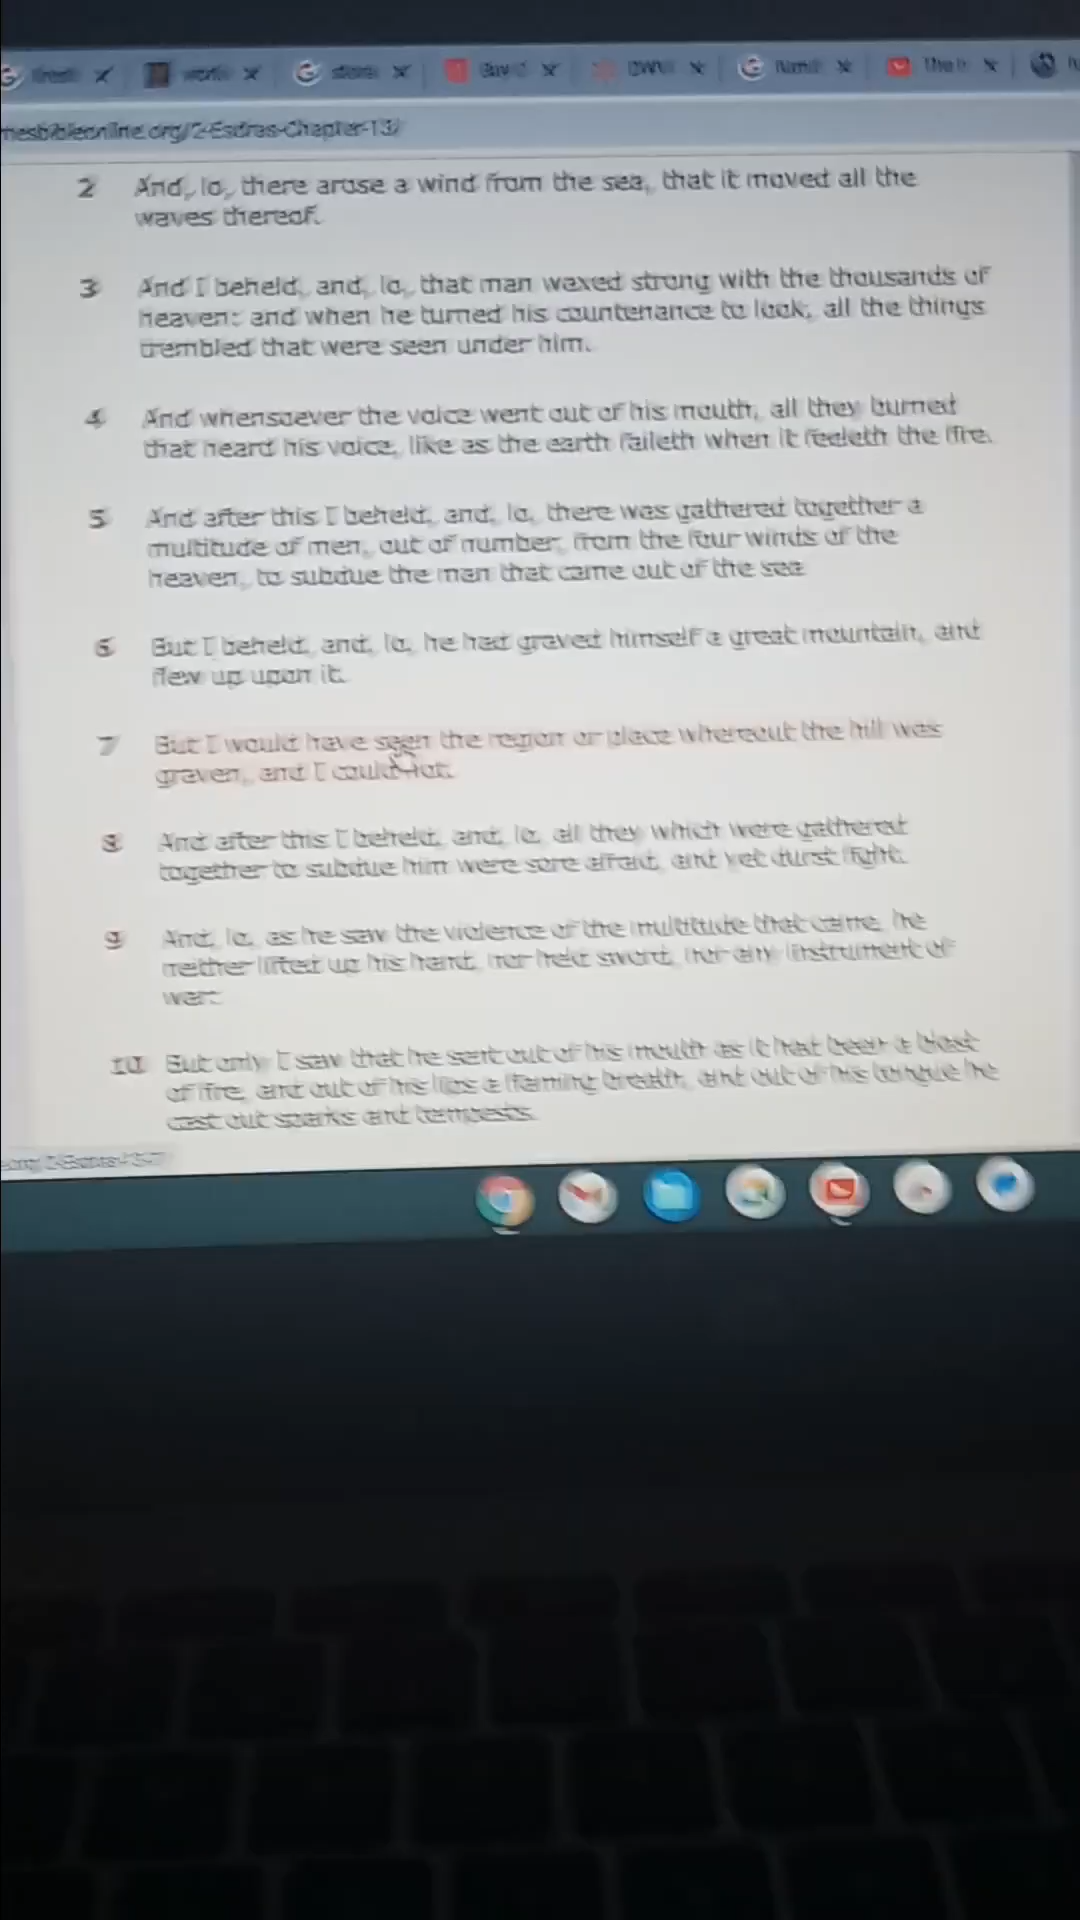 mesbibleonline.org/2-Esdras-Chapter-13/
2 And, lo, there arose a wind from the sea, that it moved all the
waves thereof.
3 And I beheld, and, lo, that man waxed strong with the thousands of
heaven: and when he turned his countenance to look, all the things
trembled that were seen under him.
4 And whensoever the voice went out of his mouth, all they burned
that heard his voice, like as the earth faileth when it feeleth the fire.
5 And after this I beheld, and, lo, there was gathered together a
multitude of men, out of number, from the four winds of the
heaven, to subdue the man that came out of the sea
6 But I beheld, and, lo, he had graved himself a great mountain, and
flew up upon it.
7 But I would have seen the region or place whereout the hill was
graven, and I could not.
8 And after this I beheld, and, lo, all they which were gathered
together to subdue him were sore afraid, and yet durst fight.
9 And, lo, as he saw the violence of the multitude that came, he
neither lifted up his hand, nor held sword, nor any instrument of
war:
10 But only I saw that he sent out of his mouth as it had been a blast
of fire, and out of his lips a flaming breath, and out of his tongue he
cast out sparks and tempests.